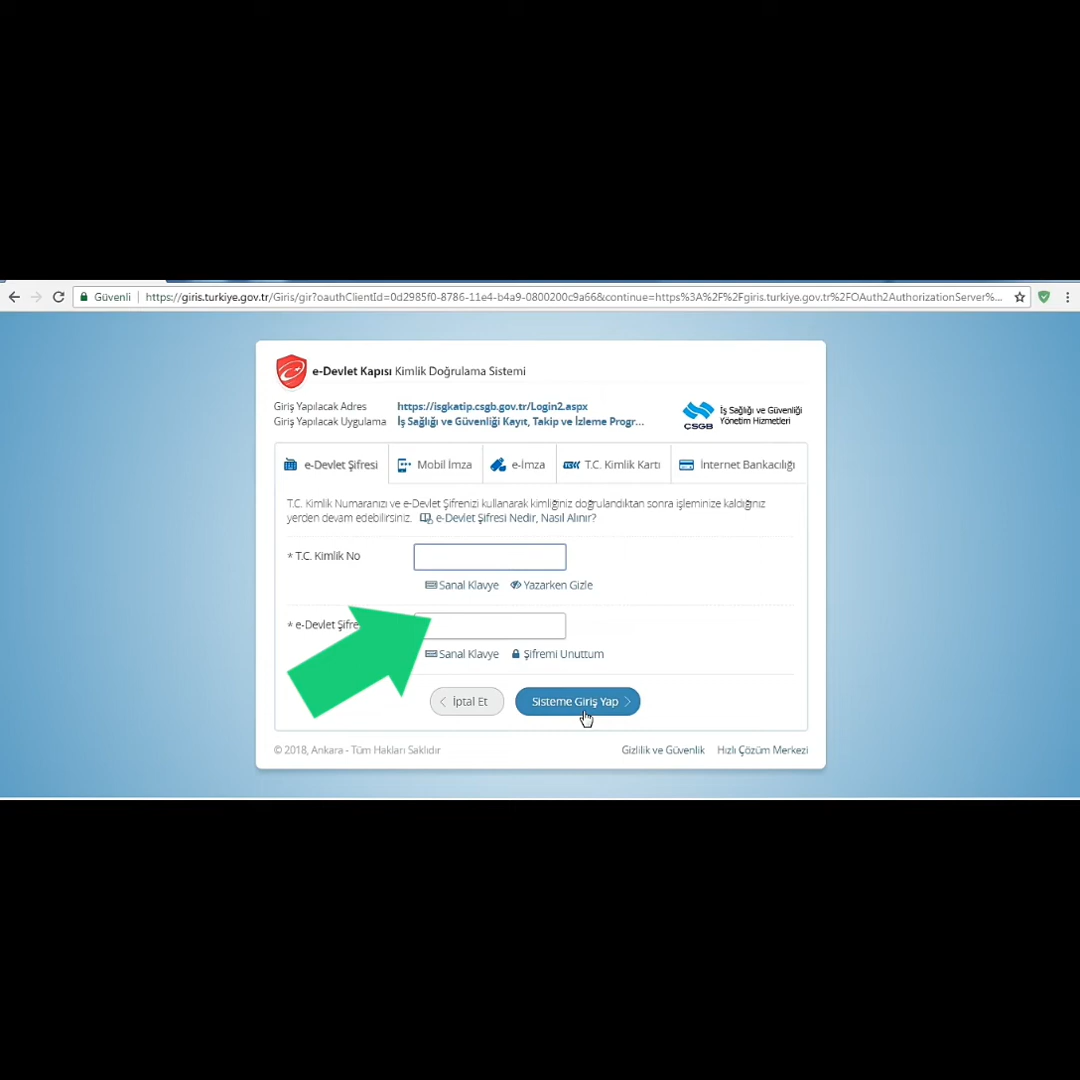 Güvenli
https://giris.turkiye.gov.tr/Giris/gir?oauthClientId=0d2985f0-8786-11e4-b4a9-0800200c9a66&continue=https%3A%2F%2Fgiris.turkiye.gov.tr%2FOAuth2AuthorizationServer%...
e-Devlet Kapısı Kimlik Doğrulama Sistemi
Giriş Yapılacak Adres https://isgkatip.csgb.gov.tr/Login2.aspx
Giriş Yapılacak Uygulama İş Sağlığı ve Güvenliği Kayıt, Takip ve İzleme Progr...
CSGB
İş Sağlığı ve Güvenliği
Yönetim Hizmetleri
e-Devlet Şifresi Mobil İmza e-İmza T.C. Kimlik Kartı İnternet Bankacılığı
T.C. Kimlik Numaranızı ve e-Devlet Şifrenizi kullanarak kimliğiniz doğrulandıktan sonra işleminize kaldığınız
yerden devam edebilirsiniz. e-Devlet Şifresi Nedir, Nasıl Alınır?
* T.C. Kimlik No
Sanal Klavye Yazarken Gizle
* e-Devlet Şifre
Sanal Klavye Şifremi Unuttum
< İptal Et Sisteme Giriş Yap >
© 2018, Ankara - Tüm Hakları Saklıdır Gizlilik ve Güvenlik Hızlı Çözüm Merkezi